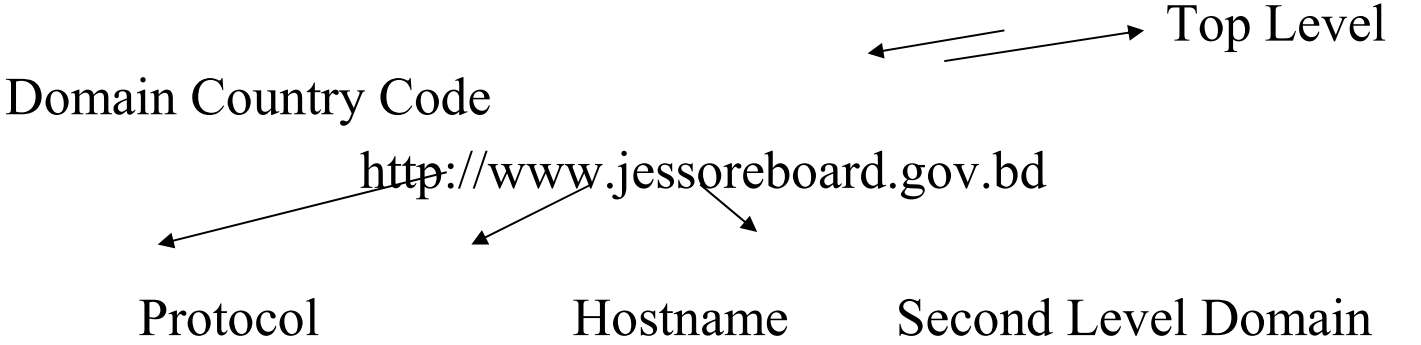 Top Level
Domain Country Code
http://www.jessoreboard.gov.bd
Protocol Hostname Second Level Domain